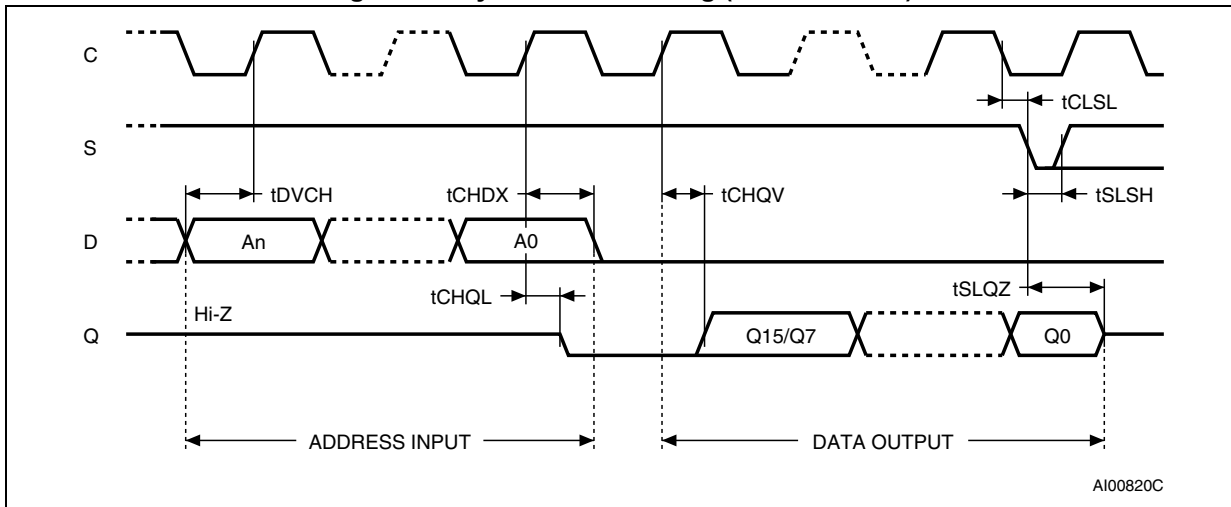 C
tCLSL
S
tDVCH
tCHDX
tCHQV
tSLSH
D
An
A0
tCHQL
tSLQZ
Hi-Z
Q
Q15/Q7
Q0
ADDRESS INPUT
DATA OUTPUT
AI00820C